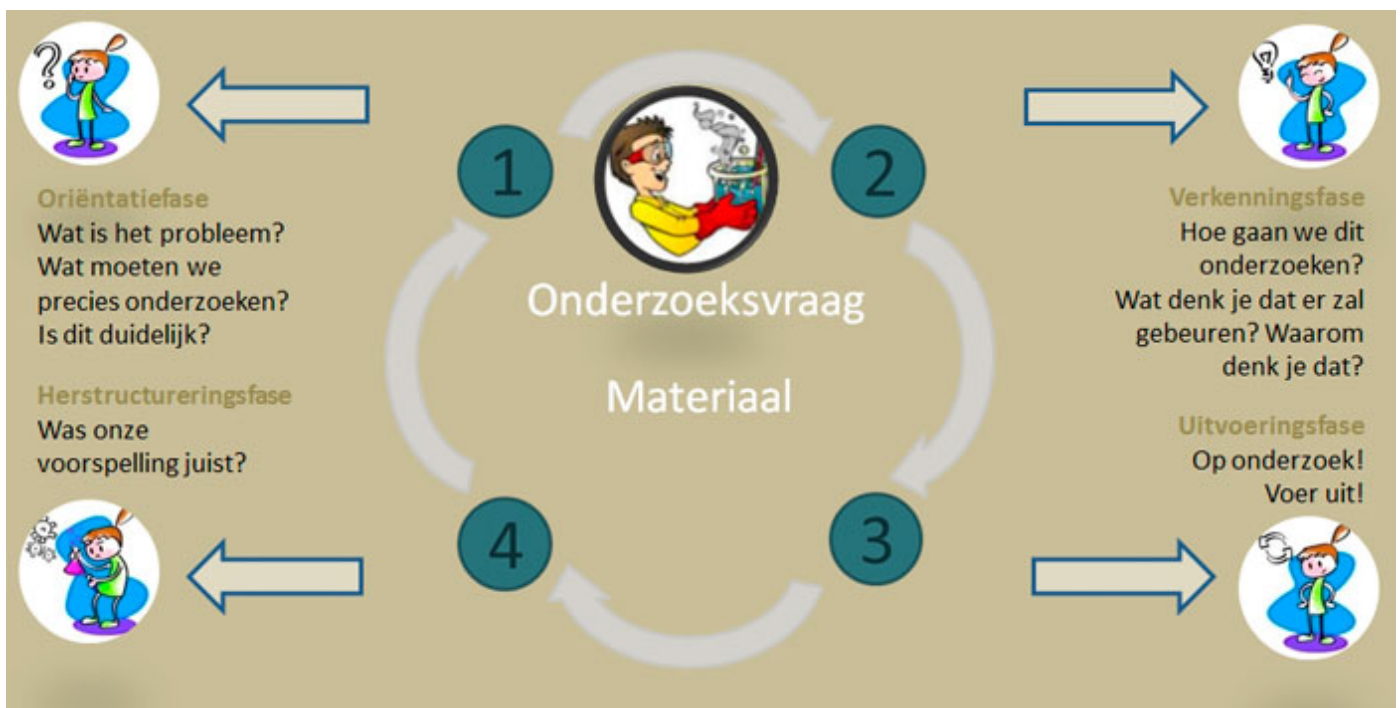 ?
1
2
Oriëntatiefase
Wat is het probleem?
Wat moeten we
precies onderzoeken?
Is dit duidelijk?
Herstructureringsfase
Was onze
voorspelling juist?
Onderzoeksvraag
Materiaal
Verkenningsfase
Hoe gaan we dit
onderzoeken?
Wat denk je dat er zal
gebeuren? Waarom
denk je dat?
Uitvoeringsfase
Op onderzoek!
Voer uit!
4
3